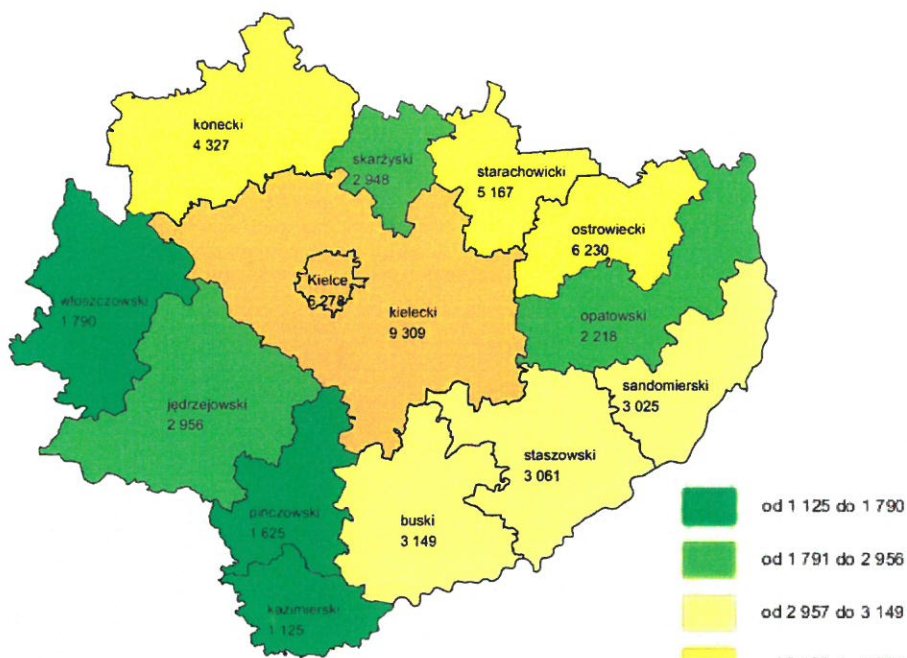 konecki
4 327
skarżyski
2 948
starachowicki
5 167
ostrowiecki
6 230
Kielce
6 278
włoszczowski
1 790
kielecki
9 309
opatowski
2 218
sandomierski
3 025
jędrzejowski
2 956
staszowski
3 061
pińczowski
1 625
buski
3 149
kazimierski
1 125
od 1 125 do 1 790
od 1 791 do 2 956
od 2 957 do 3 149